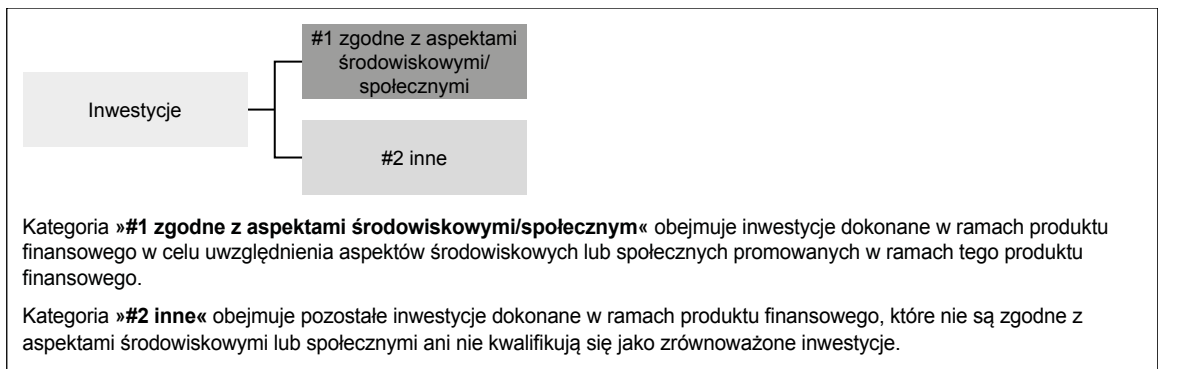 #1 zgodne z aspektami
środowiskowymi/
społecznymi
Inwestycje
#2 inne
Kategoria »#1 zgodne z aspektami środowiskowymi/społecznym« obejmuje inwestycje dokonane w ramach produktu
finansowego w celu uwzględnienia aspektów środowiskowych lub społecznych promowanych w ramach tego produktu
finansowego.
Kategoria »#2 inne« obejmuje pozostałe inwestycje dokonane w ramach produktu finansowego, które nie są zgodne z
aspektami środowiskowymi lub społecznymi ani nie kwalifikują się jako zrównoważone inwestycje.